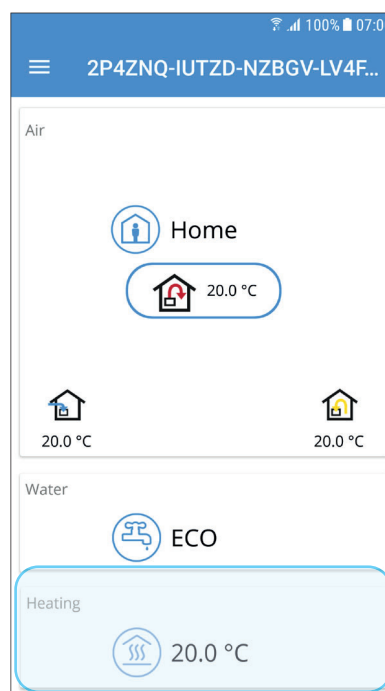 100% 07:0
2P4ZNQ-IUTZD-NZBGV-LV4F...
Air
Home
20.0 °C
20.0 °C 20.0 °C
Water
ECO
Heating
20.0 °C